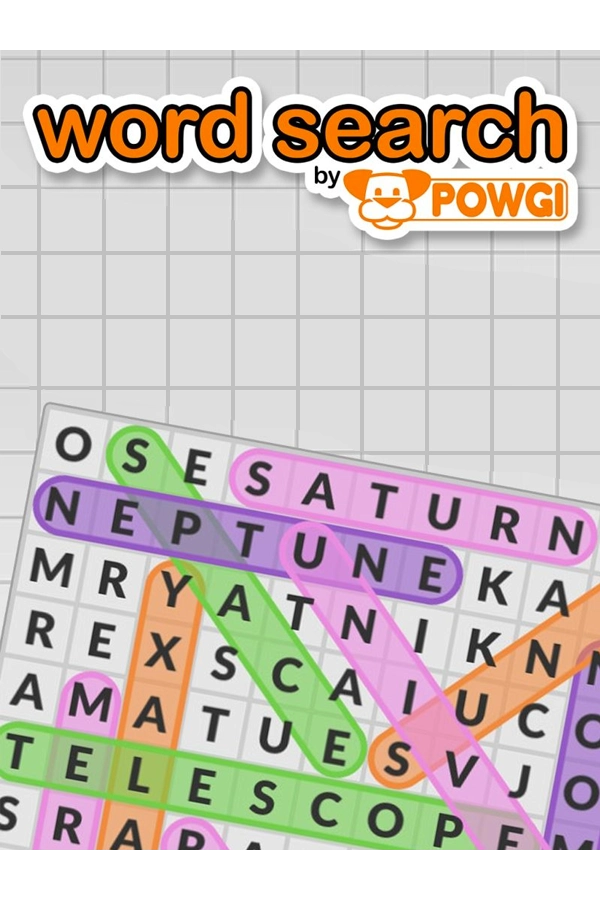 word search
by POWGI
O S E S A T U R N
N E P T U N E K A
M R Y A T N I K N N
R E X S C A I U C O
A M A T U E S V J O
T E L E S C O P E M
S R A R A